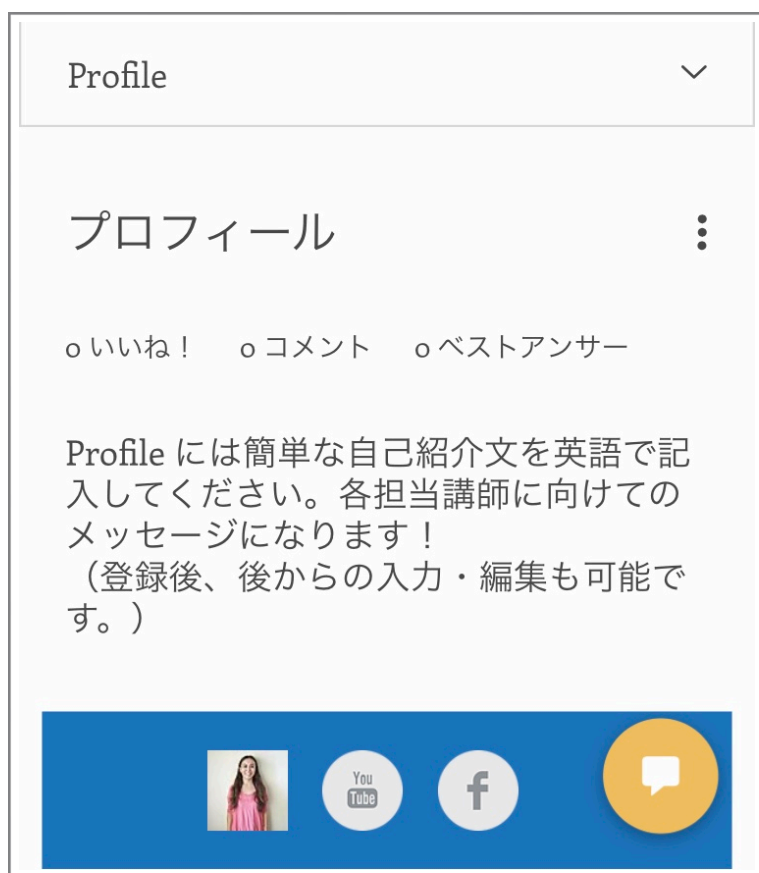 Profile
プロフィール
o いいね！ o コメント o ベストアンサー
Profile には簡単な自己紹介文を英語で記
入してください。各担当講師に向けての
メッセージになります！
（登録後、後からの入力・編集も可能で
す。）
You
Tube
f